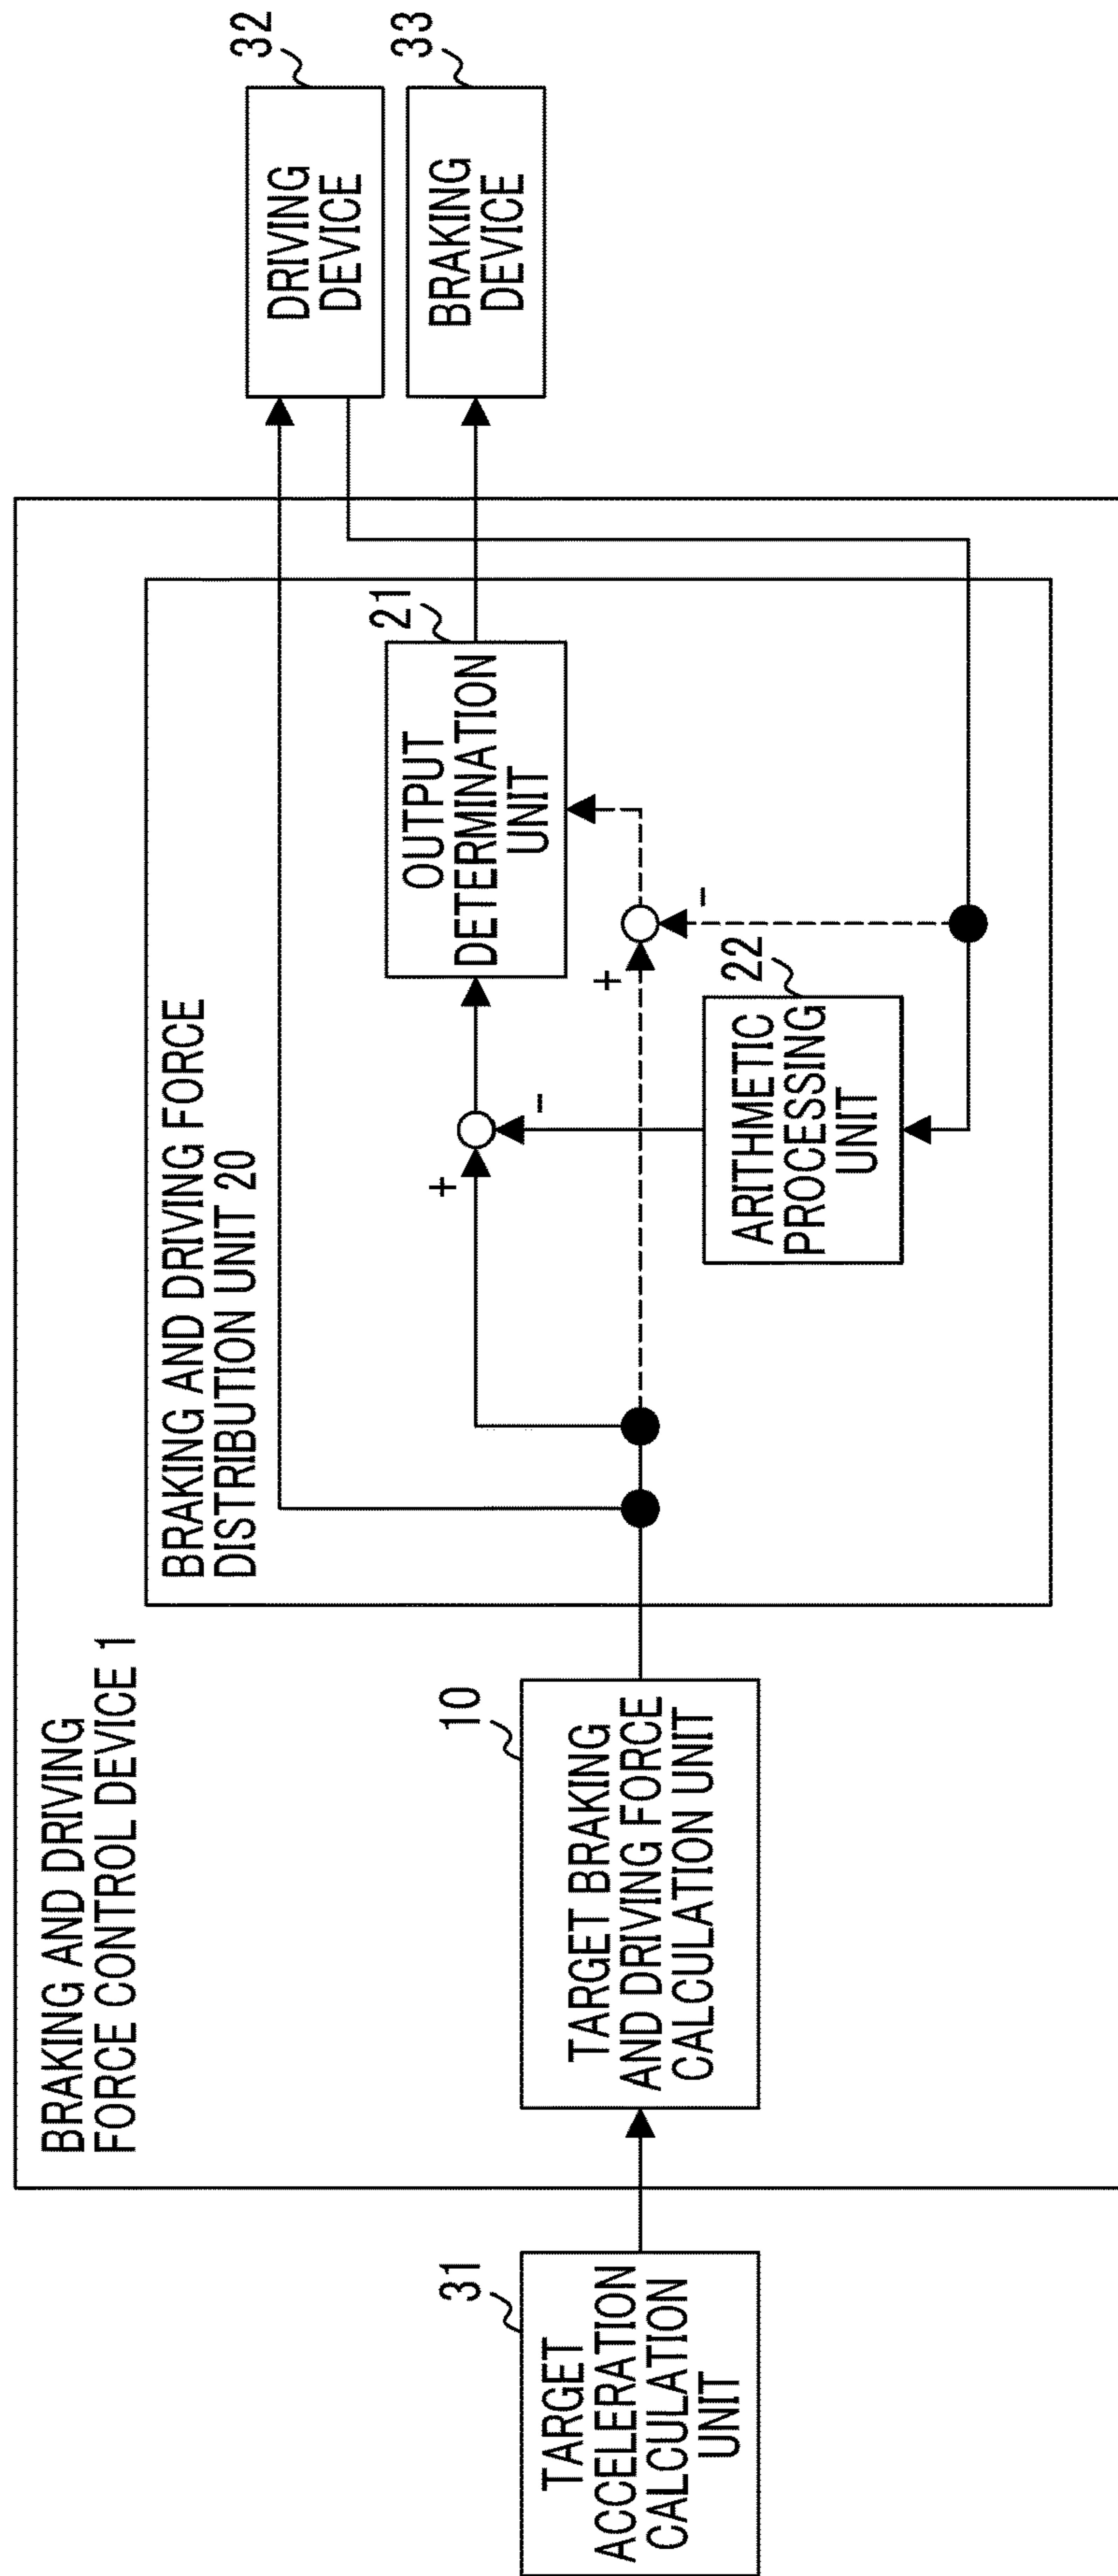 BRAKING AND DRIVING
FORCE CONTROL DEVICE 1
BRAKING AND DRIVING FORCE
DISTRIBUTION UNIT 20
31
TARGET
ACCELERATION
CALCULATION
UNIT
10
TARGET BRAKING
AND DRIVING FORCE
CALCULATION UNIT
+
-
+
-
21
OUTPUT
DETERMINATION
UNIT
22
ARITHMETIC
PROCESSING
UNIT
32
DRIVING
DEVICE
33
BRAKING
DEVICE